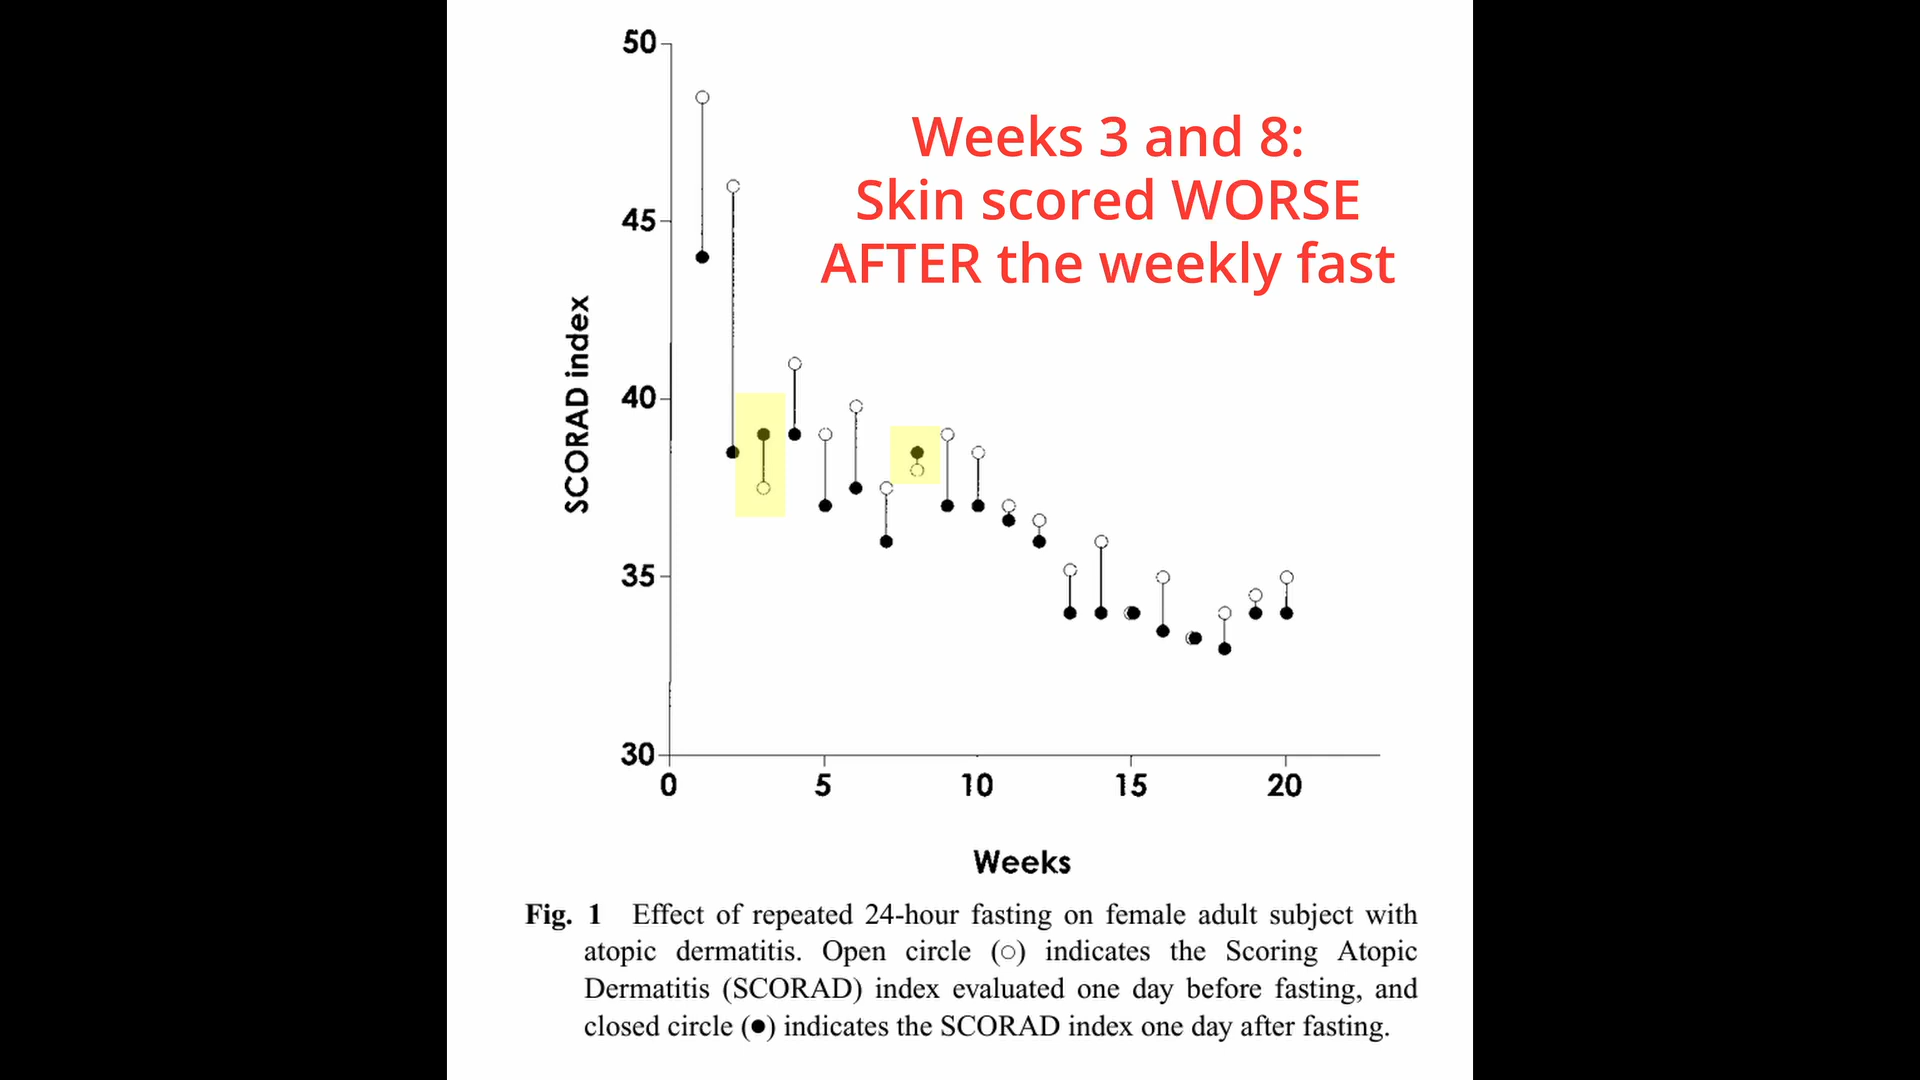 50
Weeks 3 and 8:
Skin scored WORSE
AFTER the weekly fast
45
SCORAD index
40
35
30
0 5 10 15 20
Weeks
Fig. 1 Effect of repeated 24-hour fasting on female adult subject with
atopic dermatitis. Open circle (○) indicates the Scoring Atopic
Dermatitis (SCORAD) index evaluated one day before fasting, and
closed circle (●) indicates the SCORAD index one day after fasting.